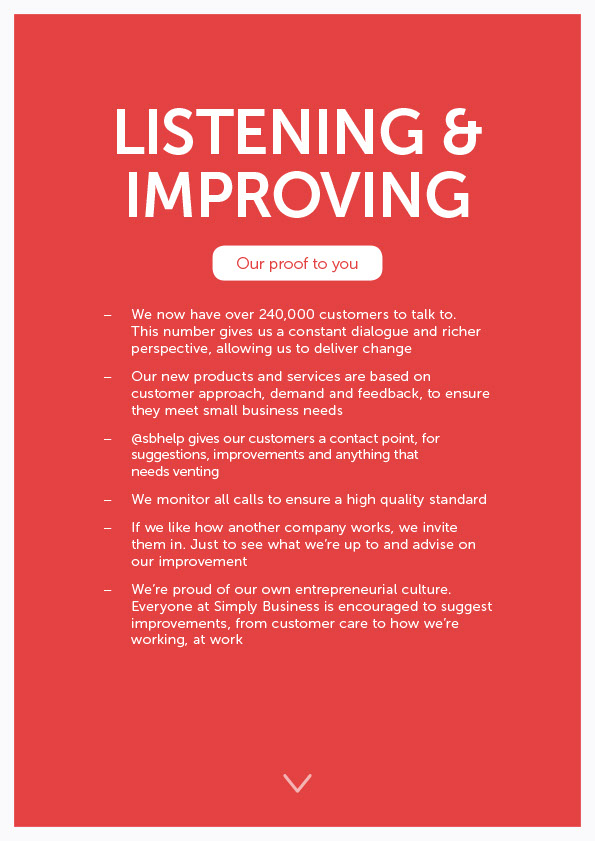 LISTENING &
IMPROVING
Our proof to you
– We now have over 240,000 customers to talk to.
This number gives us a constant dialogue and richer
perspective, allowing us to deliver change
– Our new products and services are based on
customer approach, demand and feedback, to ensure
they meet small business needs
– @sbhelp gives our customers a contact point, for
suggestions, improvements and anything that
needs venting
– We monitor all calls to ensure a high quality standard
– If we like how another company works, we invite
them in. Just to see what we’re up to and advise on
our improvement
– We’re proud of our own entrepreneurial culture.
Everyone at Simply Business is encouraged to suggest
improvements, from customer care to how we’re
working, at work